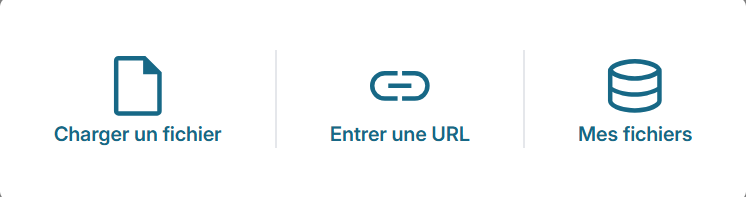 Charger un fichier
Entrer une URL
Mes fichiers